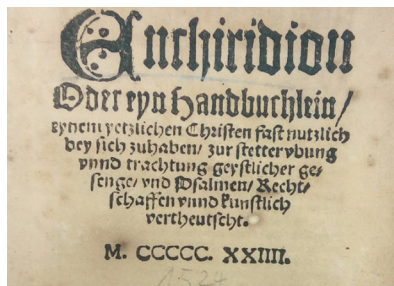 Enchiridion
Oder eyn Handbuchlein/
eynem yetzlichen Christen fast nutzlich
bey sich zuhaben/ zur stetter vbung
vnnd trachtung geystlicher ge-
senge/ vnd Psalmen/ Recht-
schaffen vnnd kunstlich
vertheutscht.
M. CCCCC. XXIIII.
1524